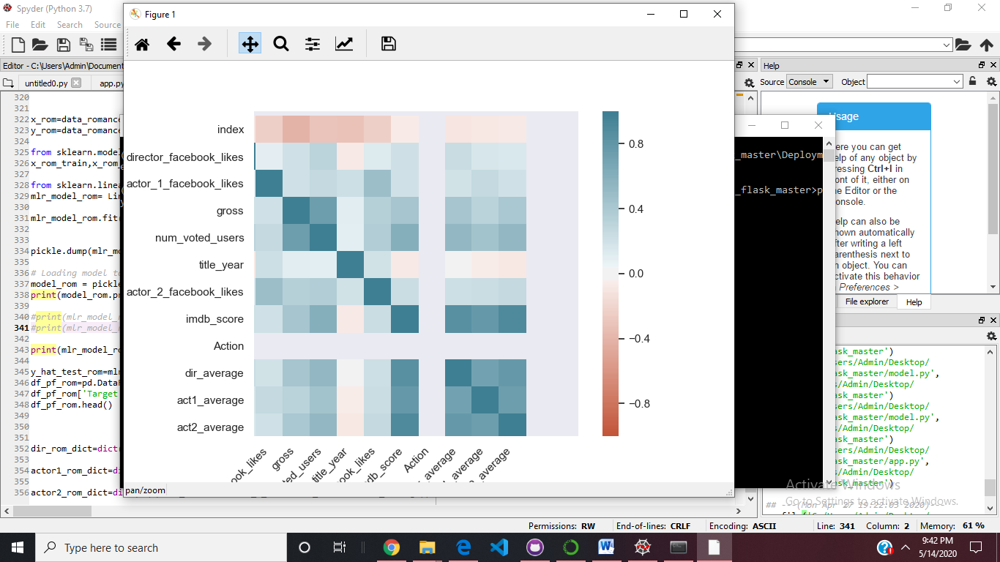 Spyder (Python 3.7)
File Edit Search Source
Editor - C:\Users\Admin\Document
untitled0.py app.py
320
321
322 x_rom=data_romance
323 y_rom=data_romance
324
325 from sklearn.model
326 x_rom_train,x_rom_
327
328 from sklearn.linea
329 mlr_model_rom= Lin
330
331 mlr_model_rom.fit(
332
333
334 pickle.dump(mlr_mo
335
336 # Loading model to
337 model_rom = pickle
338 print(model_rom.pr
339
340 #print(mlr_model_r
341 #print(mlr_model_r
342
343 print(mlr_model_ro
344
345 y_hat_test_rom=mlr
346 df_pf_rom=pd.DataF
347 df_pf_rom['Target
348 df_pf_rom.head()
349
350
351
352 dir_rom_dict=dict(
353
354 actor1_rom_dict=di
355
356 actor2_rom_dict=di
Figure 1
index
director_facebook_likes
actor_1_facebook_likes
gross
num_voted_users
title_year
actor_2_facebook_likes
imdb_score
Action
dir_average
act1_average
act2_average
ook_likes
gross
ted_users
title_year
ook_likes
db_score
Action
_average
_average
_average
0.8
0.4
0.0
−0.4
−0.8
pan/zoom
_master\Deploym
_flask_master>p
Help
Source Console Object
Usage
ere you can get
elp of any object by
ressing Ctrl+I in
ont of it, either on
e Editor or the
onsole.
elp can also be
hown automatically
fter writing a left
arenthesis next to
n object. You can
ctivate this behavior
Preferences >
File explorer Help
ask_master')
ers/Admin/Desktop/
ask_master/model.py',
s/Admin/Desktop/
ask_master')
ers/Admin/Desktop/
ask_master/model.py',
s/Admin/Desktop/
ask_master')
ers/Admin/Desktop/
ask_master/app.py',
s/Admin/Desktop/
ask_master')
Activate Windows
Go to Settings to activate Windows.
## ---(Mon Apr 27 19:22:03 2020)---
Permissions: RW End-of-lines: CRLF Encoding: ASCII Line: 341 Column: 2 Memory: 61 %
Type here to search
9:42 PM
5/14/2020